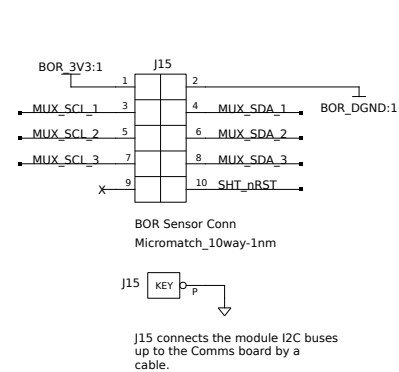 J15
BOR_3V3:1
1 2
BOR_DGND:1
MUX_SCL_1 3 4 MUX_SDA_1
MUX_SCL_2 5 6 MUX_SDA_2
MUX_SCL_3 7 8 MUX_SDA_3
X 9 10 SHT_nRST
BOR Sensor Conn
Micromatch_10way-1nm
J15 KEY P
J15 connects the module I2C buses
up to the Comms board by a
cable.